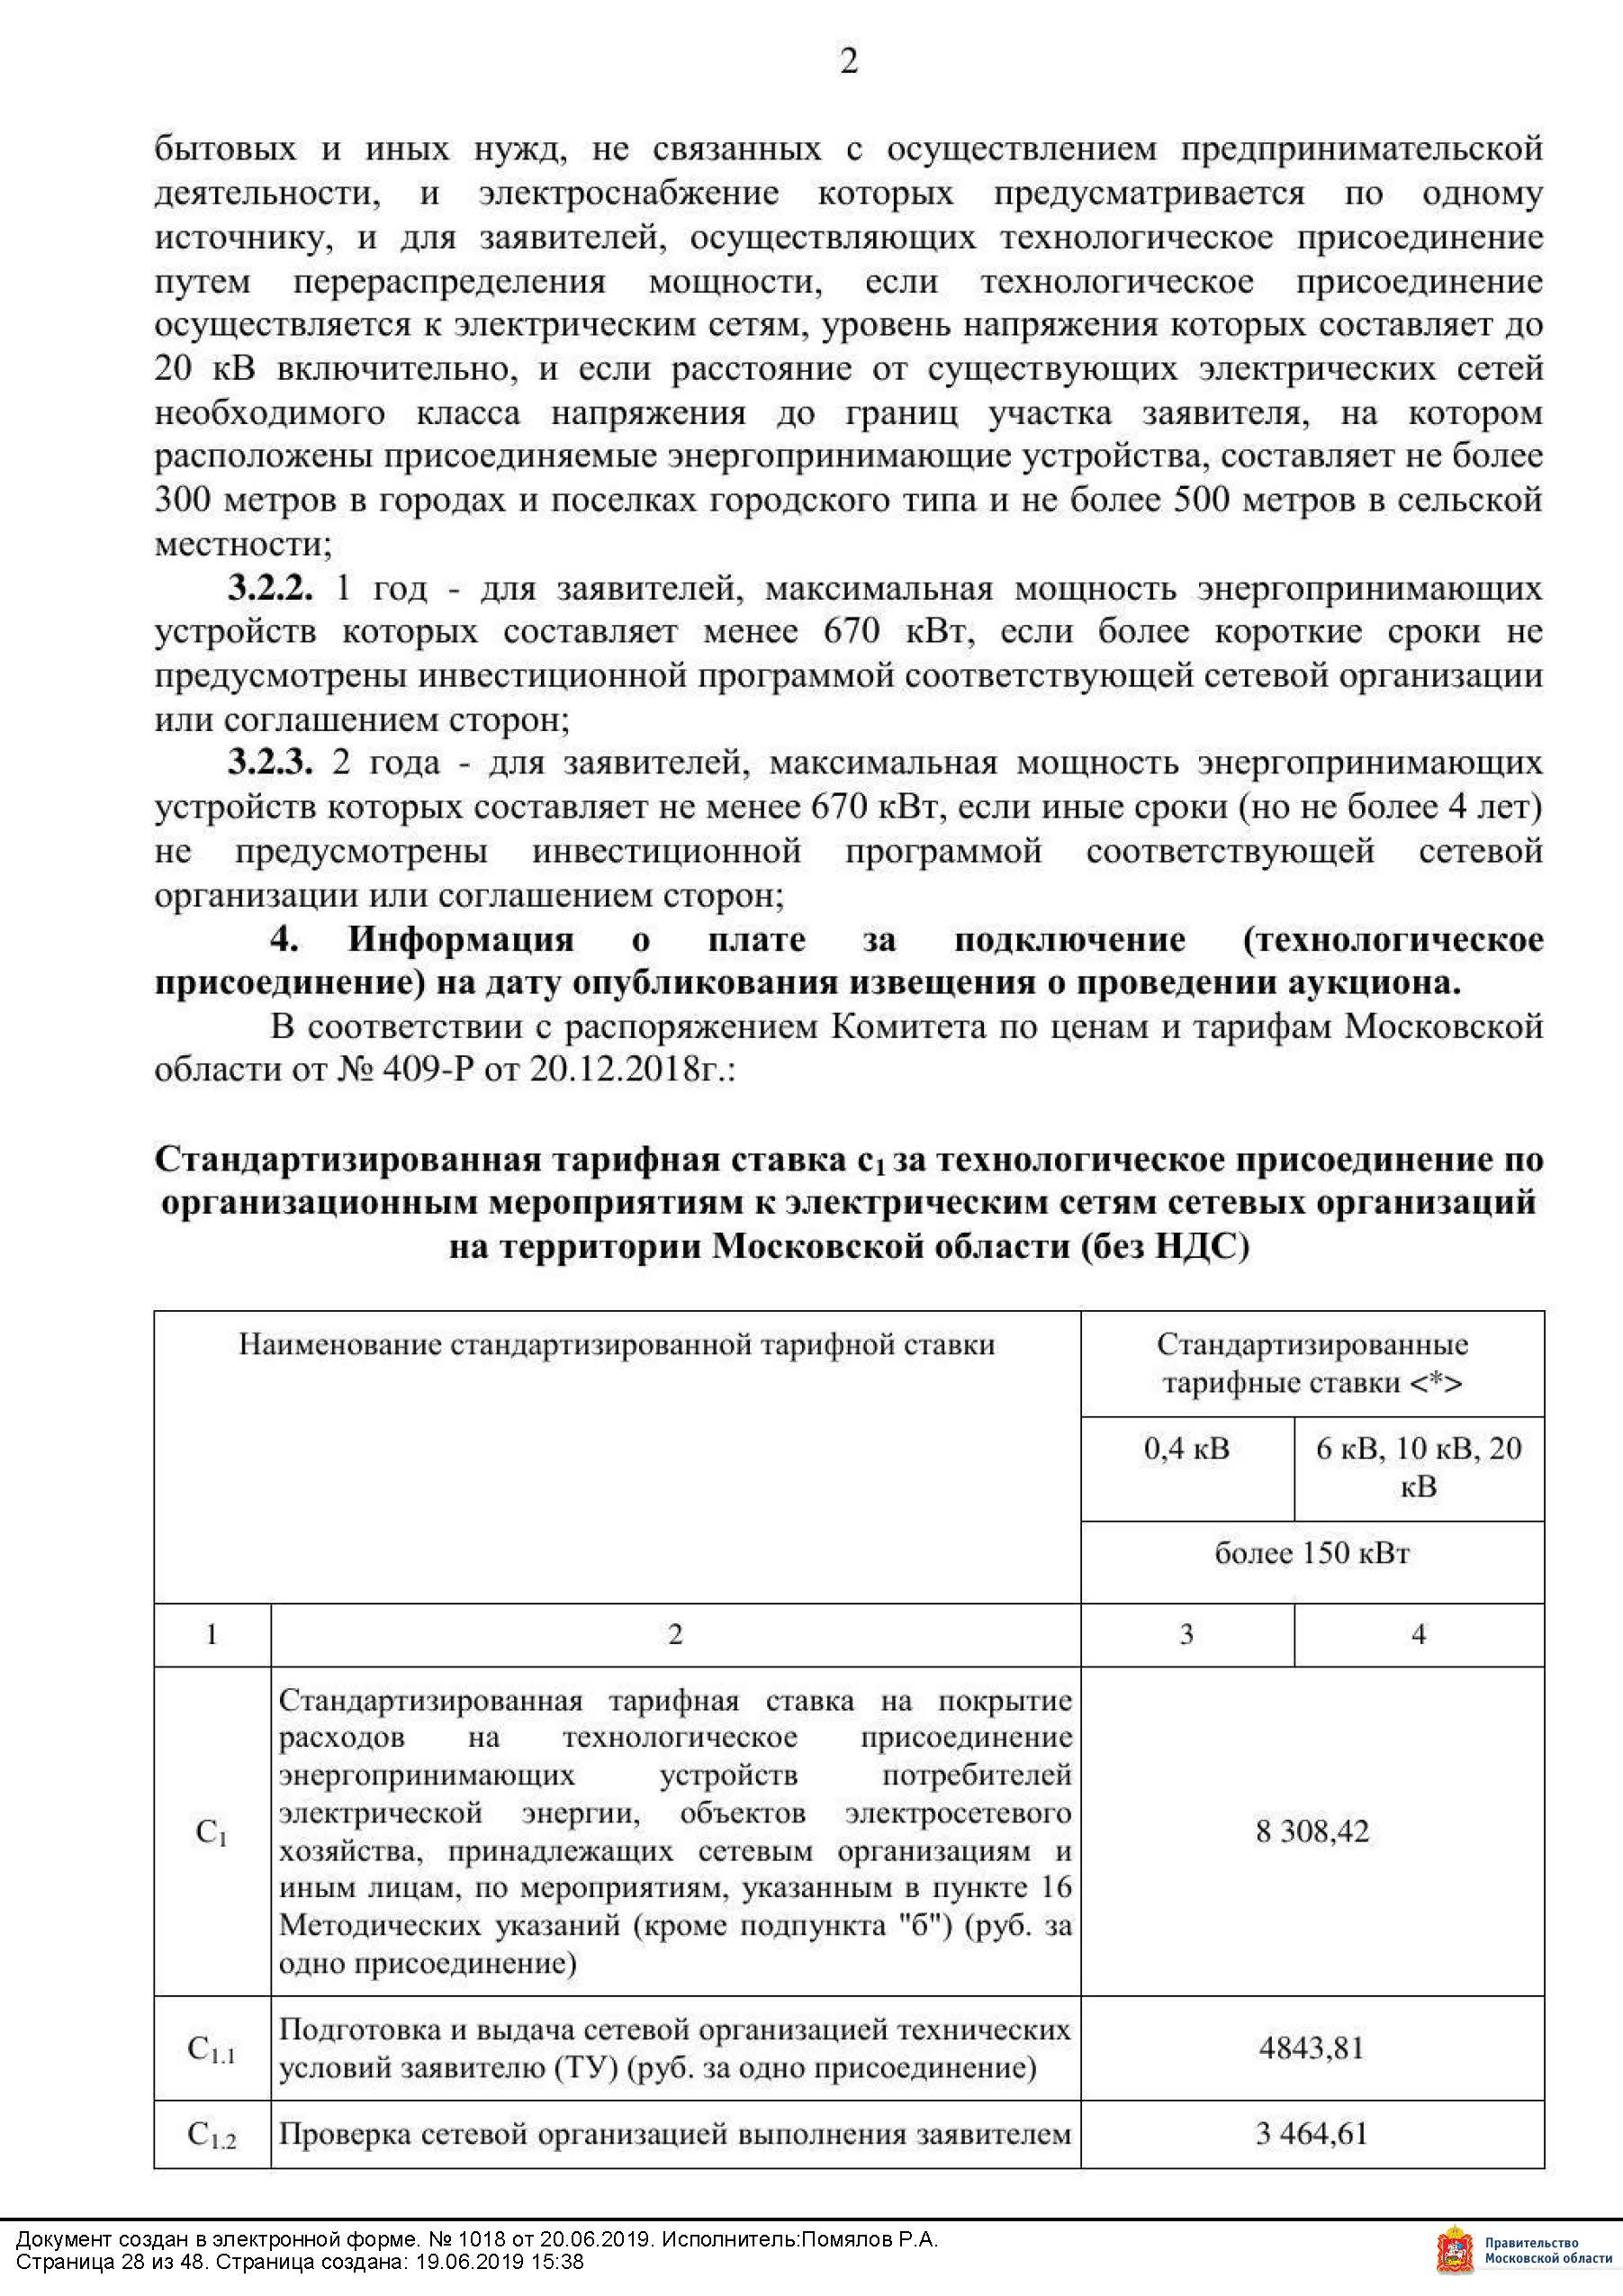 2
бытовых и иных нужд, не связанных с осуществлением предпринимательской
деятельности, и электроснабжение которых предусматривается по одному
источнику, и для заявителей, осуществляющих технологическое присоединение
путем перераспределения мощности, если технологическое присоединение
осуществляется к электрическим сетям, уровень напряжения которых составляет до
20 кВ включительно, и если расстояние от существующих электрических сетей
необходимого класса напряжения до границ участка заявителя, на котором
расположены присоединяемые энергопринимающие устройства, составляет не более
300 метров в городах и поселках городского типа и не более 500 метров в сельской
местности;
3.2.2. 1 год - для заявителей, максимальная мощность энергопринимающих
устройств которых составляет менее 670 кВт, если более короткие сроки не
предусмотрены инвестиционной программой соответствующей сетевой организации
или соглашением сторон;
3.2.3. 2 года - для заявителей, максимальная мощность энергопринимающих
устройств которых составляет не менее 670 кВт, если иные сроки (но не более 4 лет)
не предусмотрены инвестиционной программой соответствующей сетевой
организации или соглашением сторон;
4. Информация о плате за подключение (технологическое
присоединение) на дату опубликования извещения о проведении аукциона.
В соответствии с распоряжением Комитета по ценам и тарифам Московской
области от № 409-Р от 20.12.2018г.:
Стандартизированная тарифная ставка с1 за технологическое присоединение по
организационным мероприятиям к электрическим сетям сетевых организаций
на территории Московской области (без НДС)
Наименование стандартизированной тарифной ставки
Стандартизированные
тарифные ставки <*>
0,4 кВ
6 кВ, 10 кВ, 20
кВ
более 150 кВт
1
2
3
4
С1
Стандартизированная тарифная ставка на покрытие
расходов на технологическое присоединение
энергопринимающих устройств потребителей
электрической энергии, объектов электросетевого
хозяйства, принадлежащих сетевым организациям и
иным лицам, по мероприятиям, указанным в пункте 16
Методических указаний (кроме подпункта "б") (руб. за
одно присоединение)
8 308,42
С1.1
Подготовка и выдача сетевой организацией технических
условий заявителю (ТУ) (руб. за одно присоединение)
4843,81
С1.2
Проверка сетевой организацией выполнения заявителем
3 464,61
Документ создан в электронной форме. № 1018 от 20.06.2019. Исполнитель:Помялов Р.А.
Страница 28 из 48. Страница создана: 19.06.2019 15:38
Правительство
Московской области